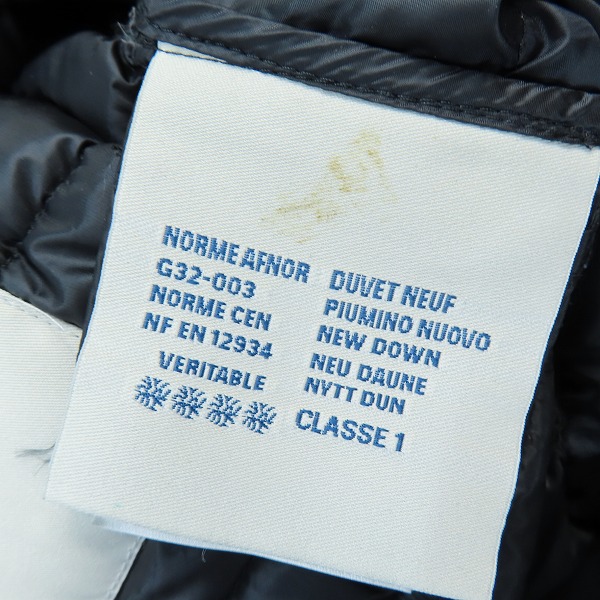 NORME AFNOR
G32-003
NORME CEN
NF EN 12934
VERITABLE
DUVET NEUF
PIUMINO NUOVO
NEW DOWN
NEU DAUNE
NYTT DUN
CLASSE 1